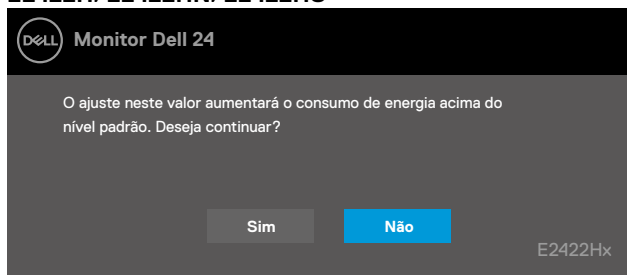 DELL Monitor Dell 24
O ajuste neste valor aumentará o consumo de energia acima do
nível padrão. Deseja continuar?
Sim Não
E2422Hx